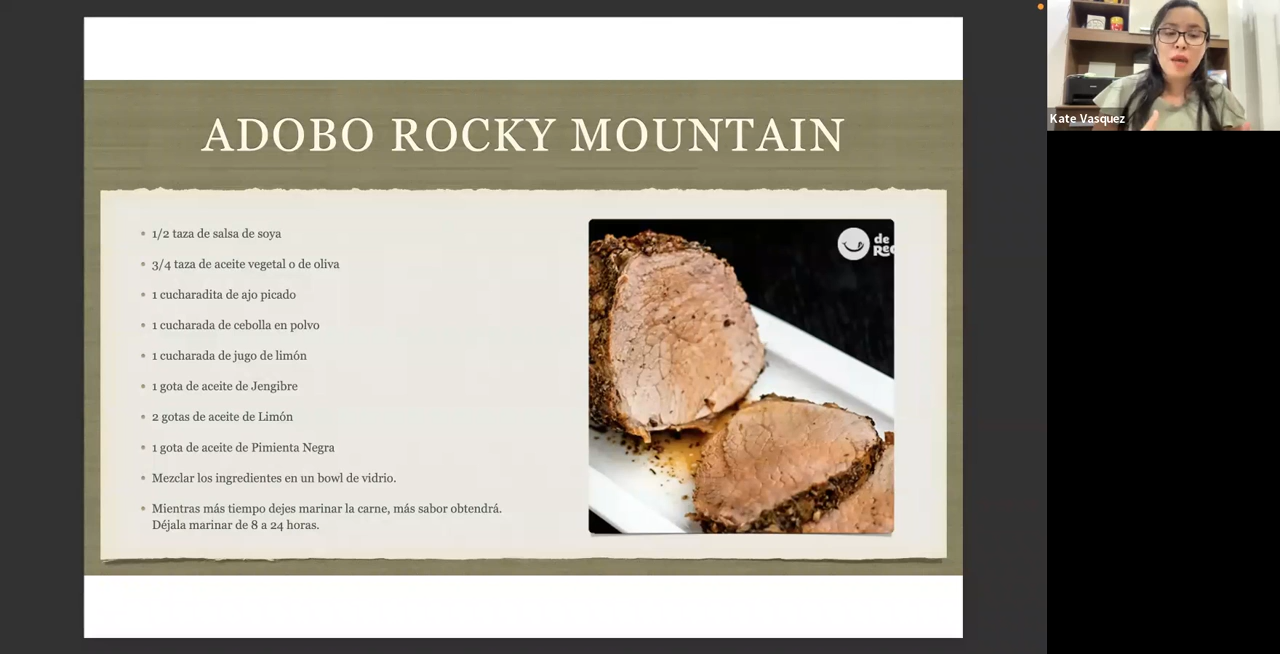 ADOBO ROCKY MOUNTAIN
1/2 taza de salsa de soya
3/4 taza de aceite vegetal o de oliva
1 cucharadita de ajo picado
1 cucharada de cebolla en polvo
1 cucharada de jugo de limón
1 gota de aceite de Jengibre
2 gotas de aceite de Limón
1 gota de aceite de Pimienta Negra
Mezclar los ingredientes en un bowl de vidrio.
Mientras más tiempo dejes marinar la carne, más sabor obtendrá.
Déjala marinar de 8 a 24 horas.
de
Kate Vasquez